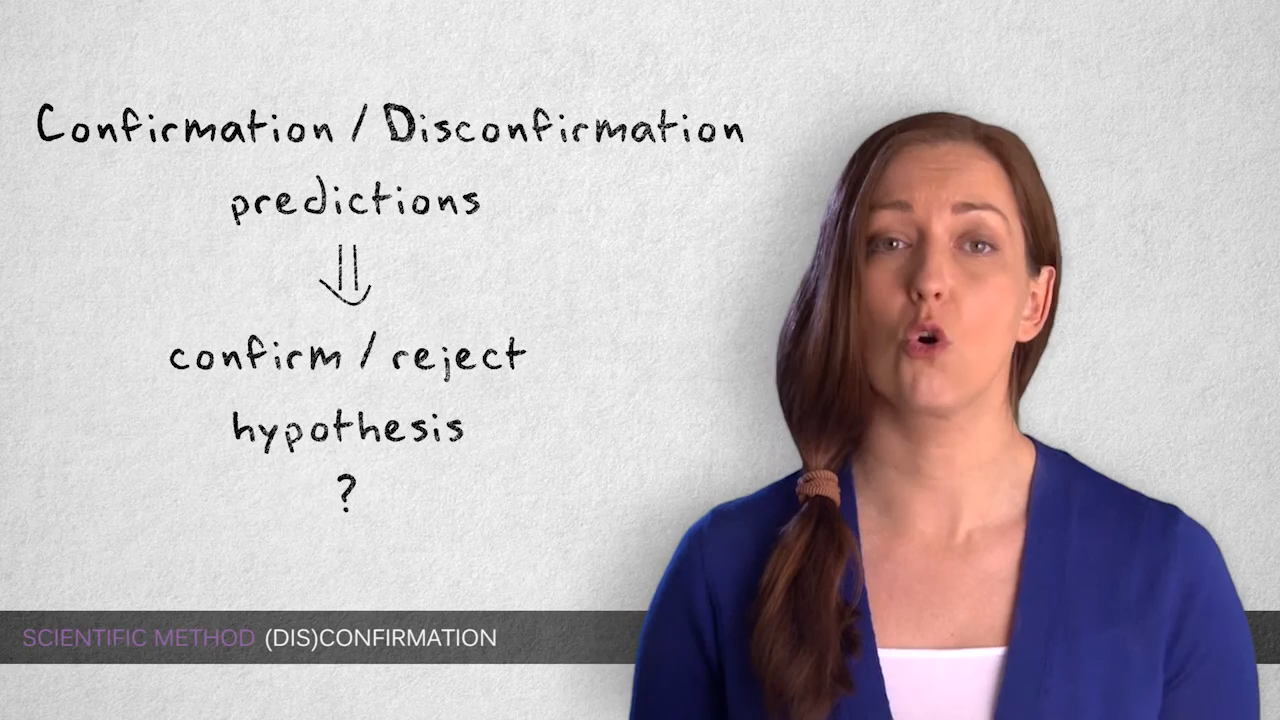 Confirmation / Disconfirmation
predictions
⇓
confirm / reject
hypothesis
?
SCIENTIFIC METHOD (DIS)CONFIRMATION